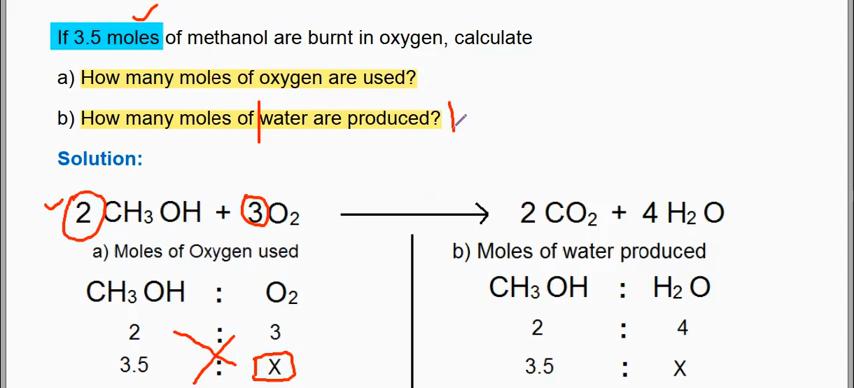 If 3.5 moles of methanol are burnt in oxygen, calculate
a) How many moles of oxygen are used?
b) How many moles of water are produced?
Solution:
2 CH₃ OH + 3O₂ ⟶ 2 CO₂ + 4 H₂ O
a) Moles of Oxygen used
CH₃ OH : O₂
2 : 3
3.5 : X
b) Moles of water produced
CH₃ OH : H₂ O
2 : 4
3.5 : X